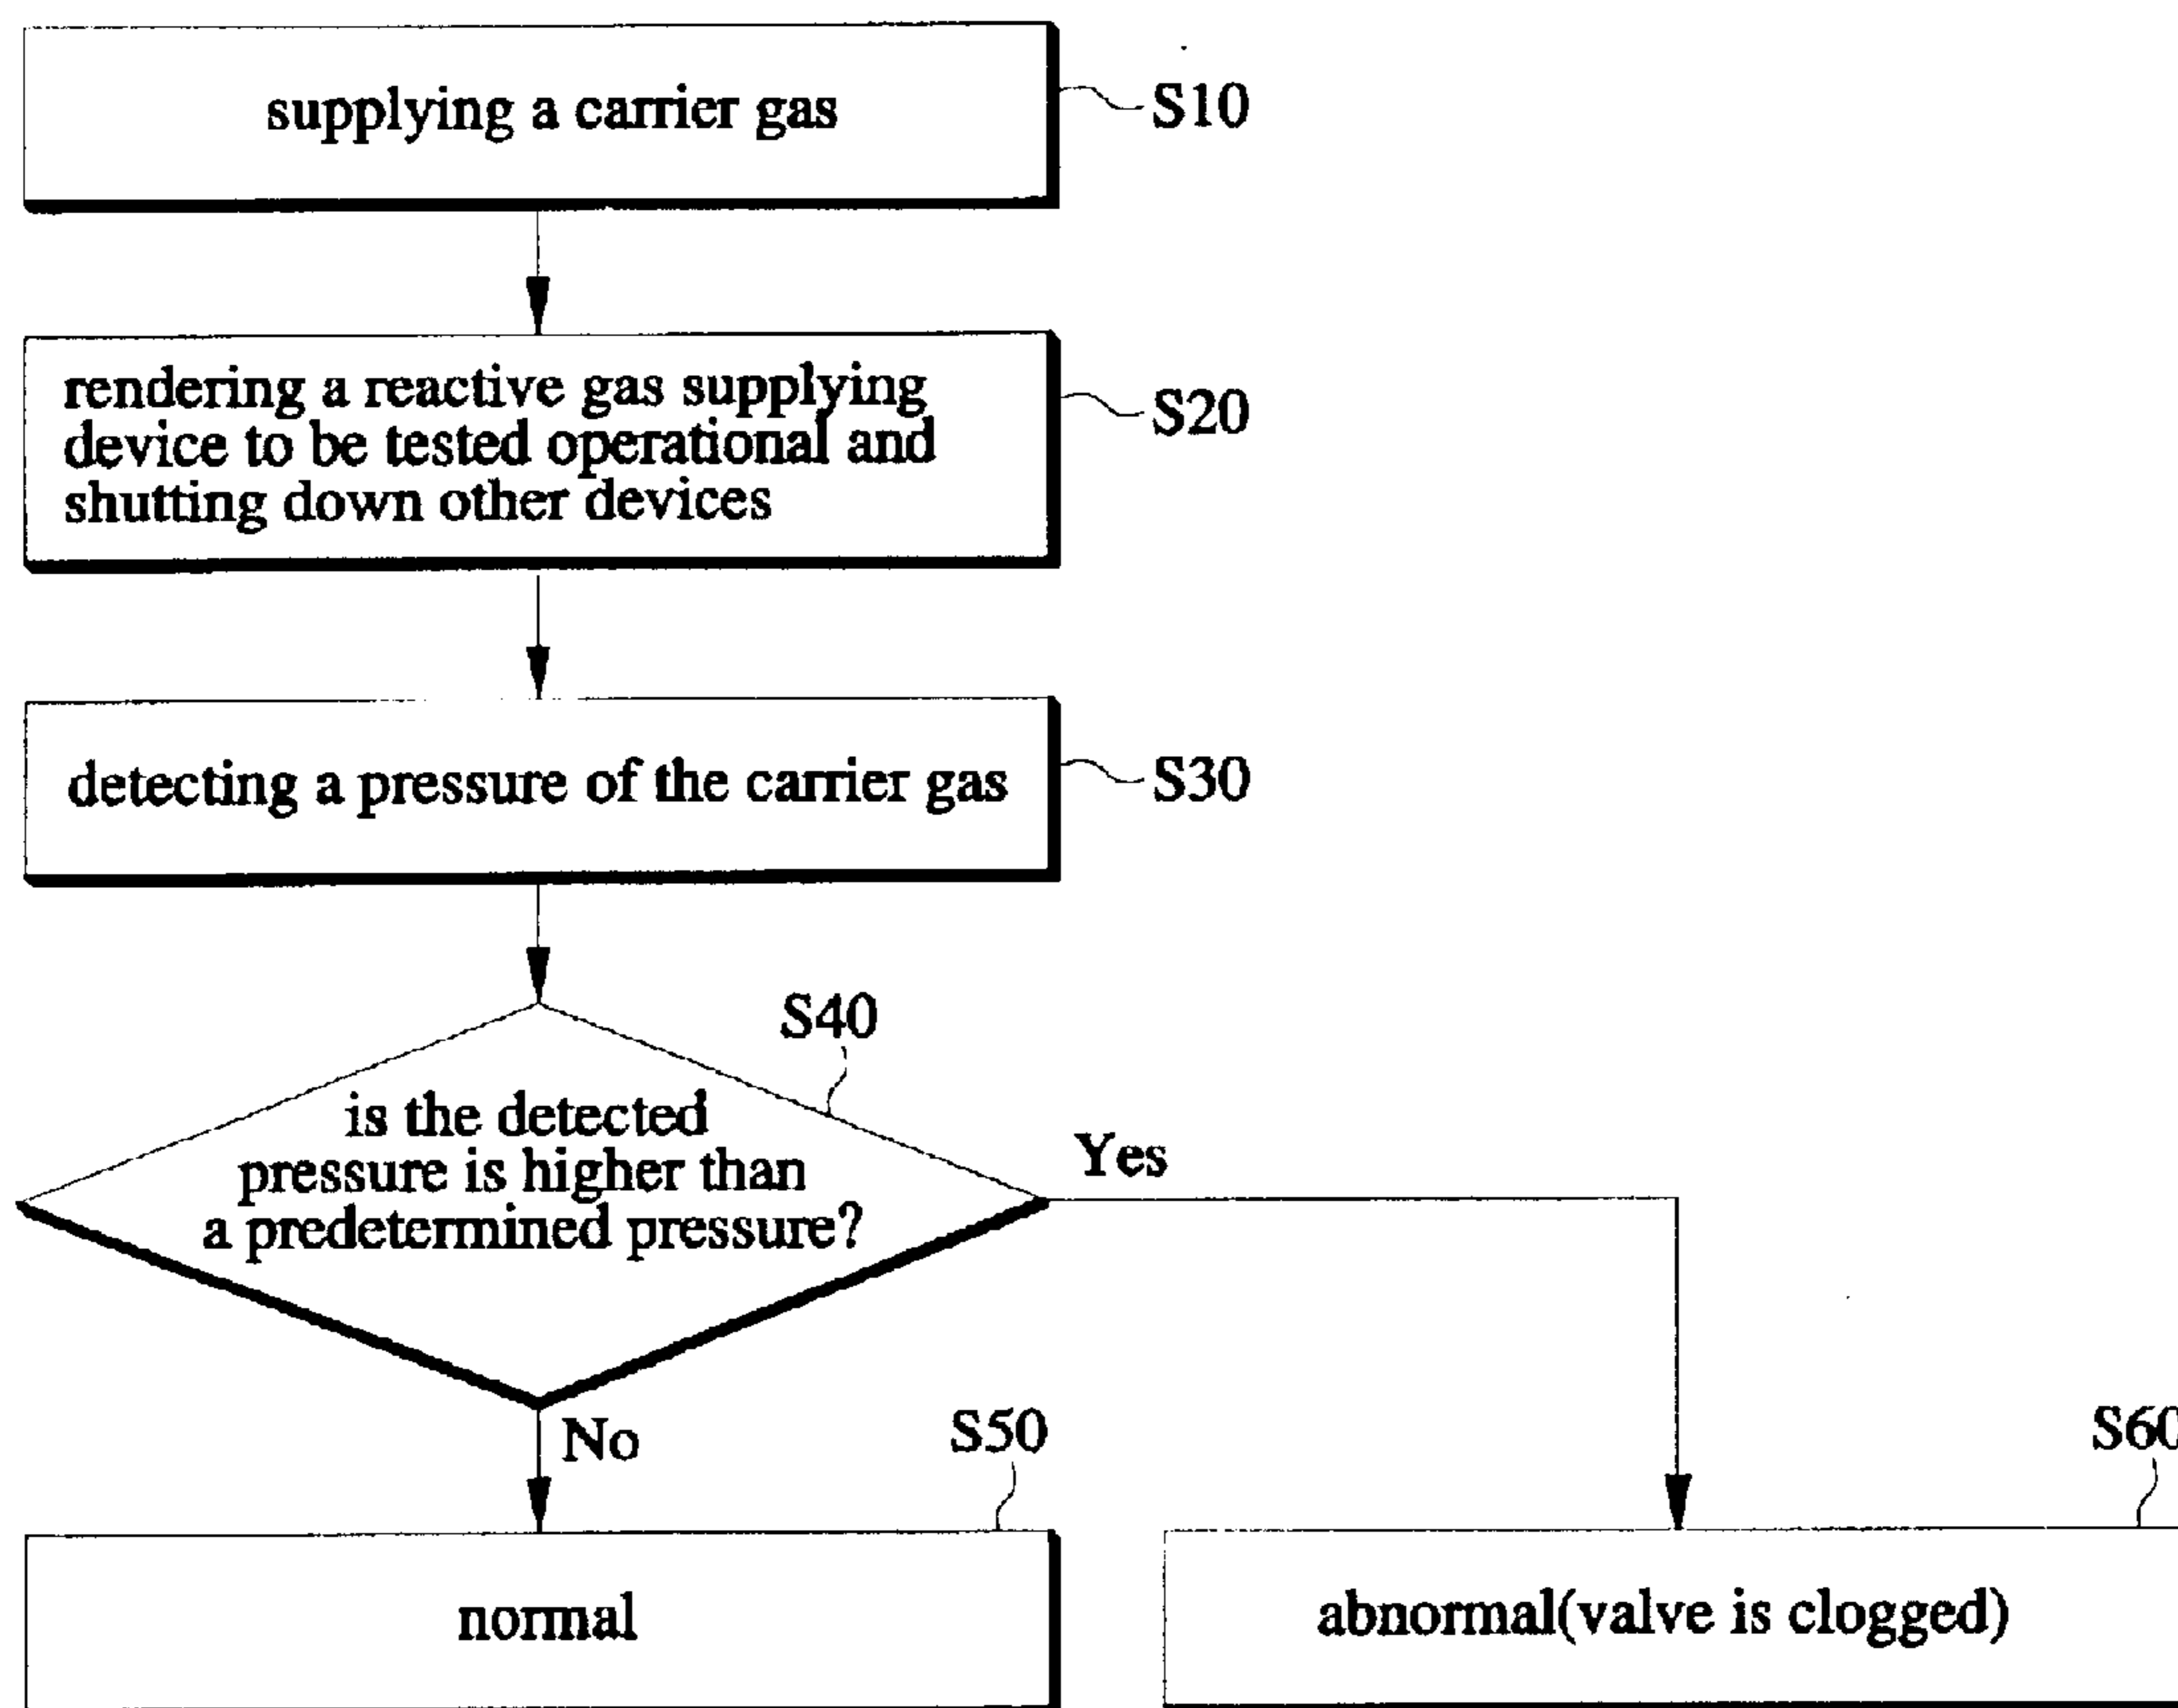 supplying a carrier gas
S10
rendering a reactive gas supplying
device to be tested operational and
shutting down other devices
S20
detecting a pressure of the carrier gas
S30
S40
is the detected
pressure is higher than
a predetermined pressure?
Yes
No
S50
normal
S60
abnormal(valve is clogged)